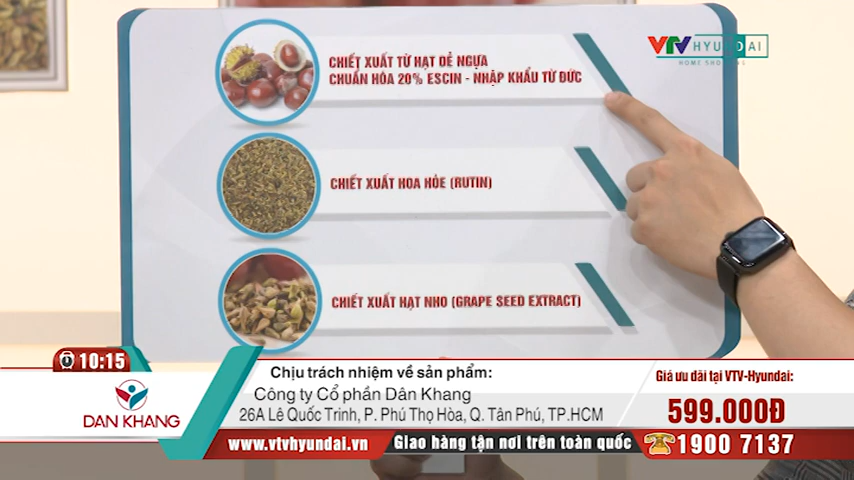 VTV HYUNDAI
HOME SHOPPING
CHIẾT XUẤT TỪ HẠT DẺ NGỰA
CHUẨN HÓA 20% ESCIN - NHẬP KHẨU TỪ ĐỨC
CHIẾT XUẤT HOA HÒE (RUTIN)
CHIẾT XUẤT HẠT NHO (GRAPE SEED EXTRACT)
10:15
DAN KHANG
Chịu trách nhiệm về sản phẩm:
Công ty Cổ phần Dân Khang
26A Lê Quốc Trinh, P. Phú Thọ Hòa, Q. Tân Phú, TP.HCM
Giá ưu đãi tại VTV-Hyundai:
599.000Đ
www.vtvhyundai.vn
Giao hàng tận nơi trên toàn quốc
1900 7137